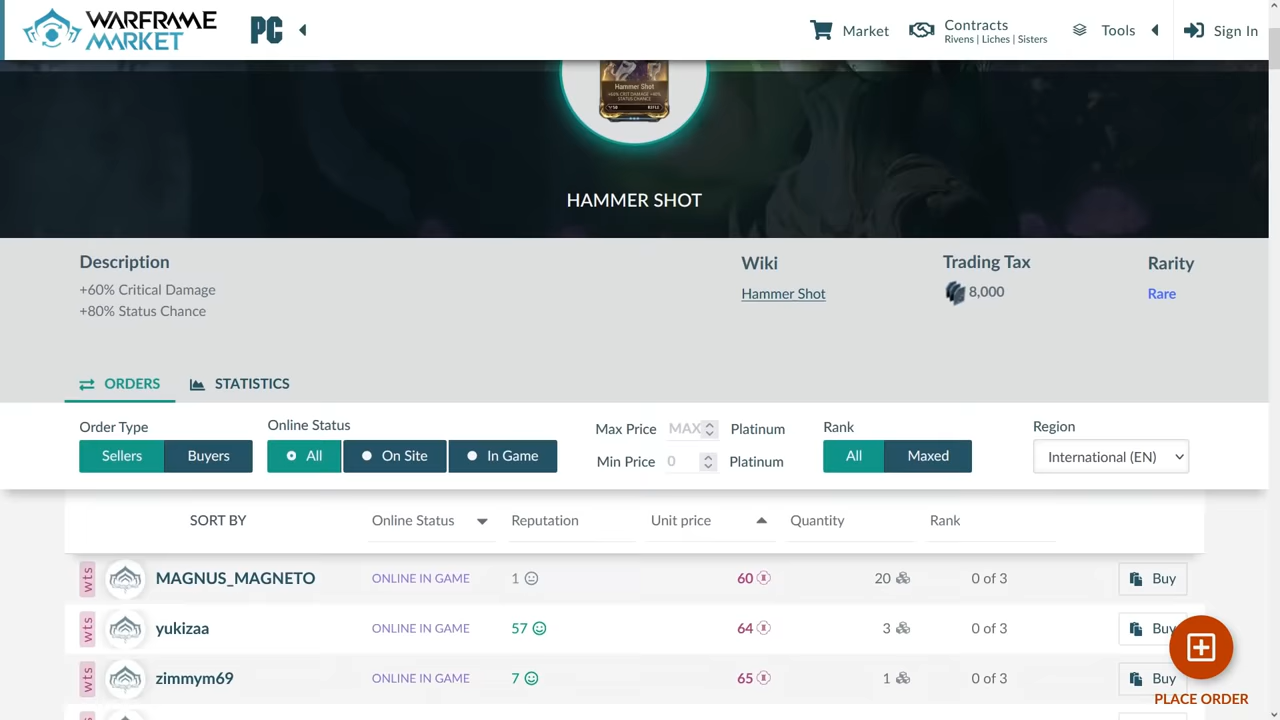 WARFRAME
MARKET
PC
Market
Contracts
Rivens | Liches | Sisters
Tools
Sign In
Hammer Shot
HAMMER SHOT
Description
+60% Critical Damage
+80% Status Chance
Wiki
Hammer Shot
Trading Tax
8,000
Rarity
Rare
ORDERS
STATISTICS
Order Type
Sellers Buyers
Online Status
All On Site In Game
Max Price MAX Platinum
Min Price 0 Platinum
Rank
All Maxed
Region
International (EN)
SORT BY Online Status Reputation Unit price Quantity Rank
wts MAGNUS_MAGNETO ONLINE IN GAME 1 60 20 0 of 3 Buy
wts yukizaa ONLINE IN GAME 57 64 3 0 of 3 Buy
wts zimmym69 ONLINE IN GAME 7 65 1 0 of 3 Buy
PLACE ORDER